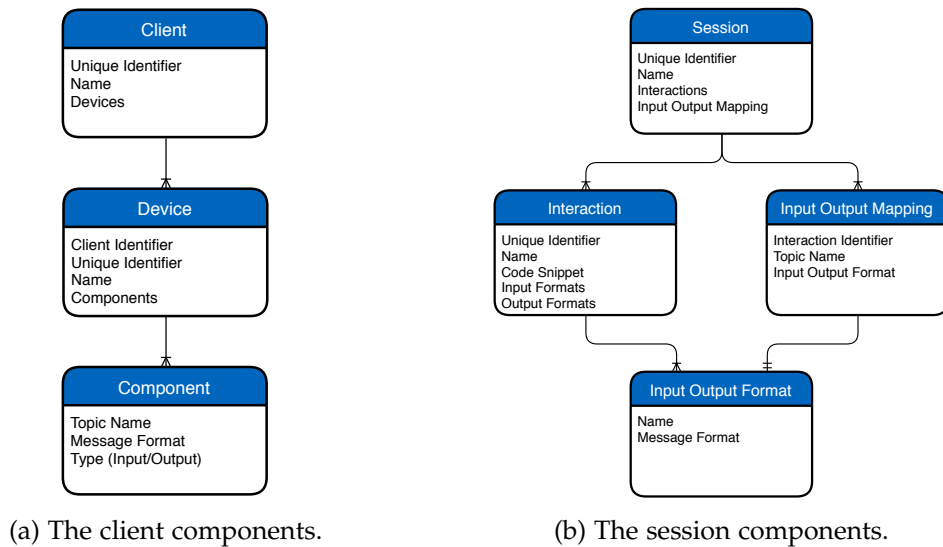 Client
Unique Identifier
Name
Devices
Device
Client Identifier
Unique Identifier
Name
Components
Component
Topic Name
Message Format
Type (Input/Output)
(a) The client components.
Session
Unique Identifier
Name
Interactions
Input Output Mapping
Interaction
Unique Identifier
Name
Code Snippet
Input Formats
Output Formats
Input Output Mapping
Interaction Identifier
Topic Name
Input Output Format
Input Output Format
Name
Message Format
(b) The session components.